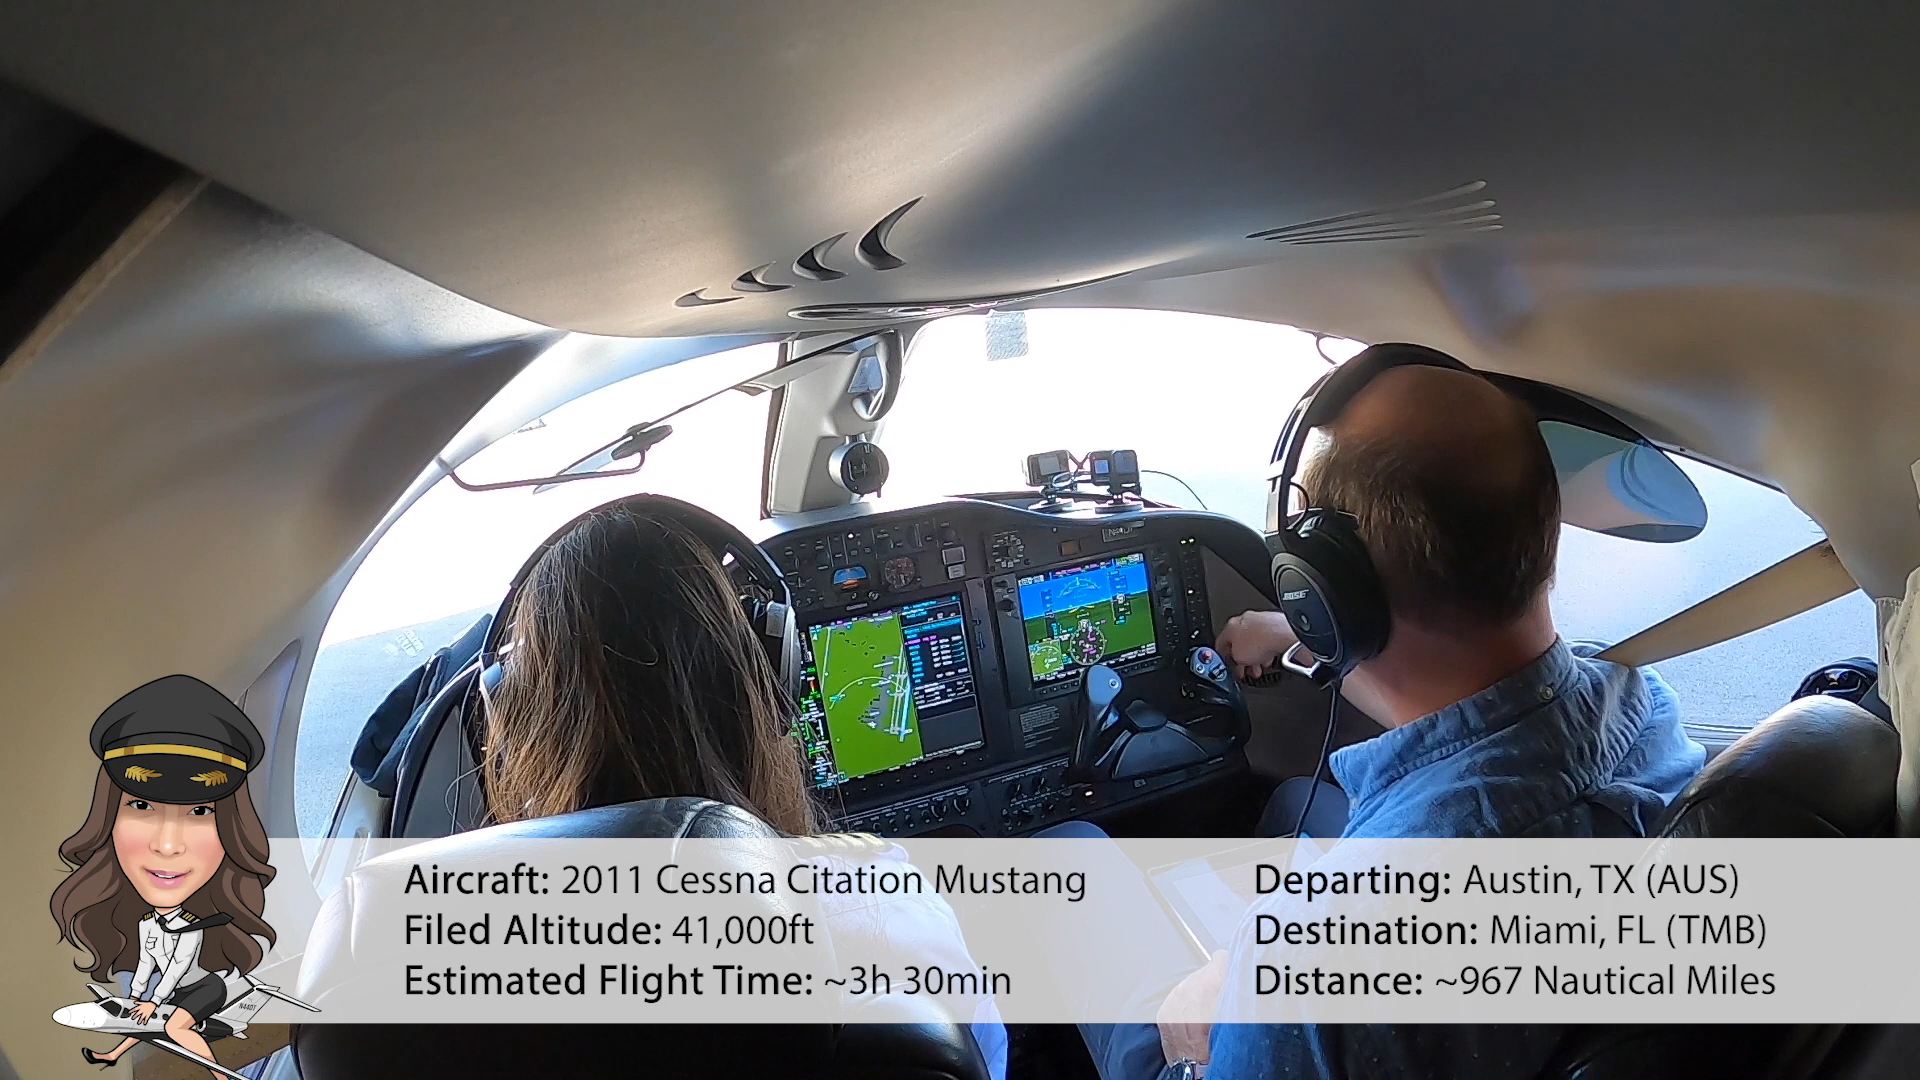 Aircraft: 2011 Cessna Citation Mustang
Filed Altitude: 41,000ft
Estimated Flight Time: ~3h 30min
Departing: Austin, TX (AUS)
Destination: Miami, FL (TMB)
Distance: ~967 Nautical Miles
BOSE